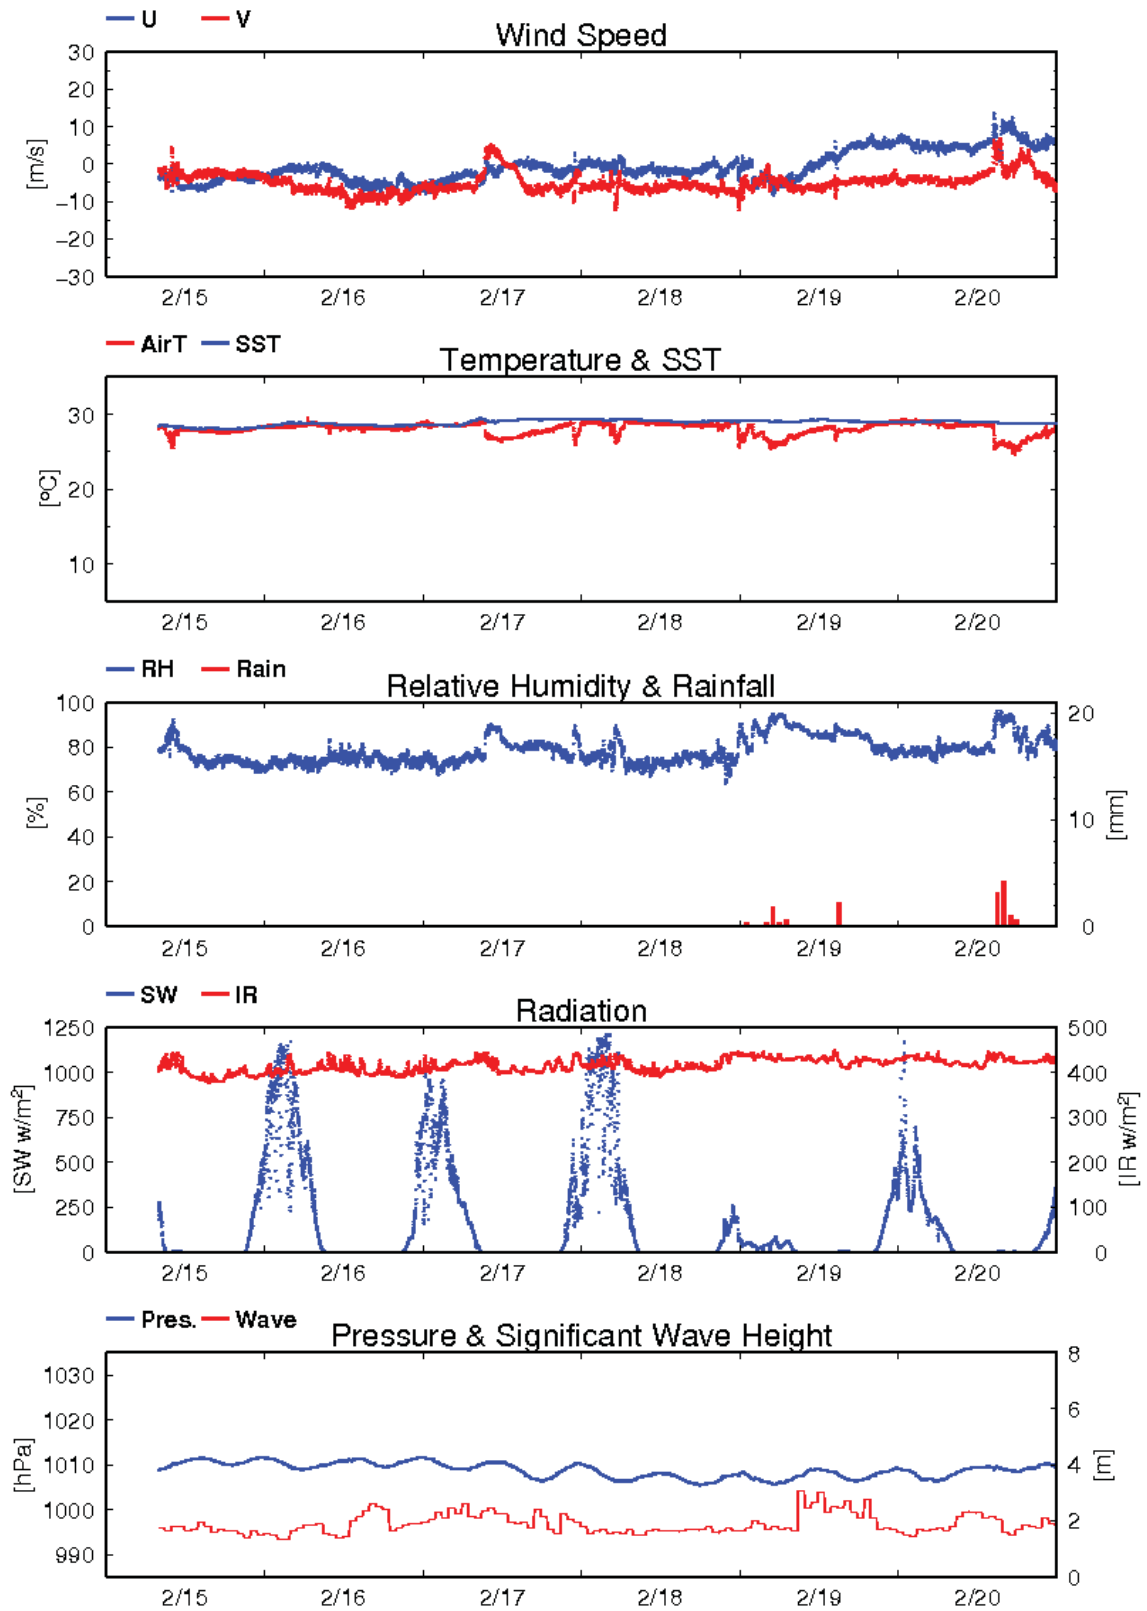 U V
Wind Speed
30
20
10
0
−10
−20
−30
[m/s]
2/15 2/16 2/17 2/18 2/19 2/20
AirT SST
Temperature & SST
30
20
10
[ºC]
2/15 2/16 2/17 2/18 2/19 2/20
RH Rain
Relative Humidity & Rainfall
100
80
60
40
20
0
[%]
20
10
0
[mm]
2/15 2/16 2/17 2/18 2/19 2/20
SW IR
Radiation
1250
1000
750
500
250
0
[SW w/m²]
500
400
300
200
100
0
[IR w/m²]
2/15 2/16 2/17 2/18 2/19 2/20
Pres. Wave
Pressure & Significant Wave Height
1030
1020
1010
1000
990
[hPa]
8
6
4
2
0
[m]
2/15 2/16 2/17 2/18 2/19 2/20